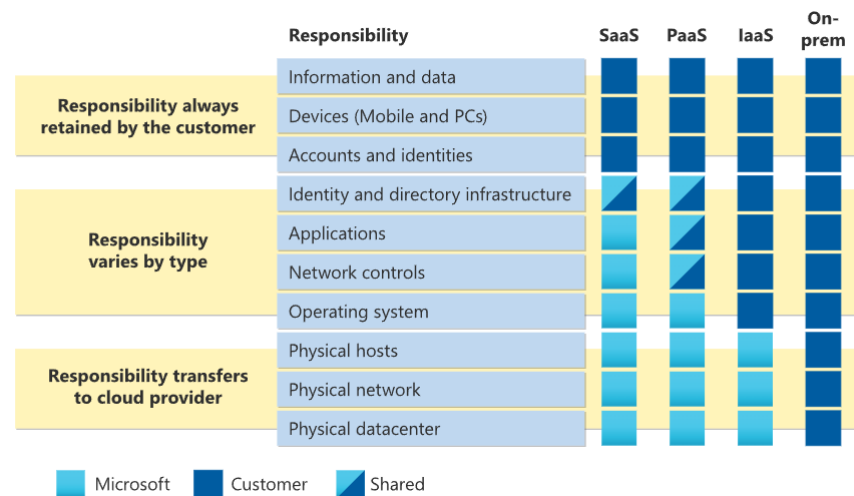 Responsibility SaaS PaaS IaaS On-
prem
Responsibility always
retained by the customer
Information and data
Devices (Mobile and PCs)
Accounts and identities
Responsibility
varies by type
Identity and directory infrastructure
Applications
Network controls
Operating system
Responsibility transfers
to cloud provider
Physical hosts
Physical network
Physical datacenter
Microsoft Customer Shared